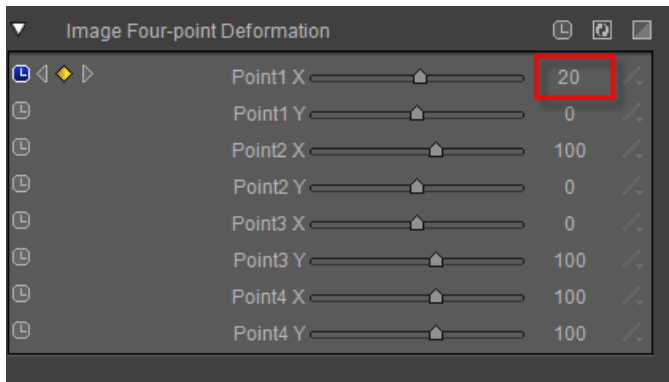 Image Four-point Deformation
Point1 X 20
Point1 Y 0
Point2 X 100
Point2 Y 0
Point3 X 0
Point3 Y 100
Point4 X 100
Point4 Y 100